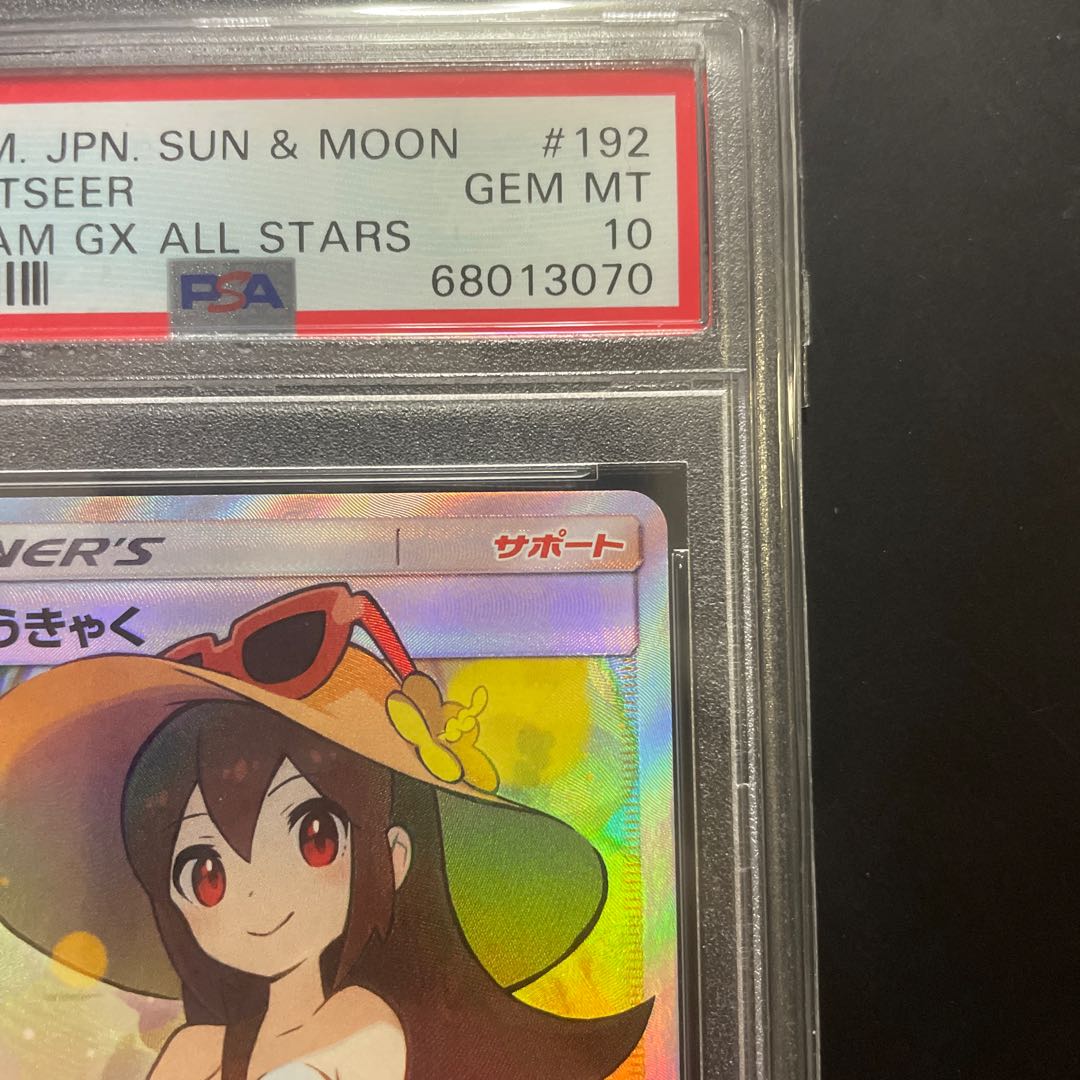 M. JPN. SUN & MOON #192
TSEER GEM MT
AM GX ALL STARS 10
PSA 68013070
NER'S サポート
うきゃく